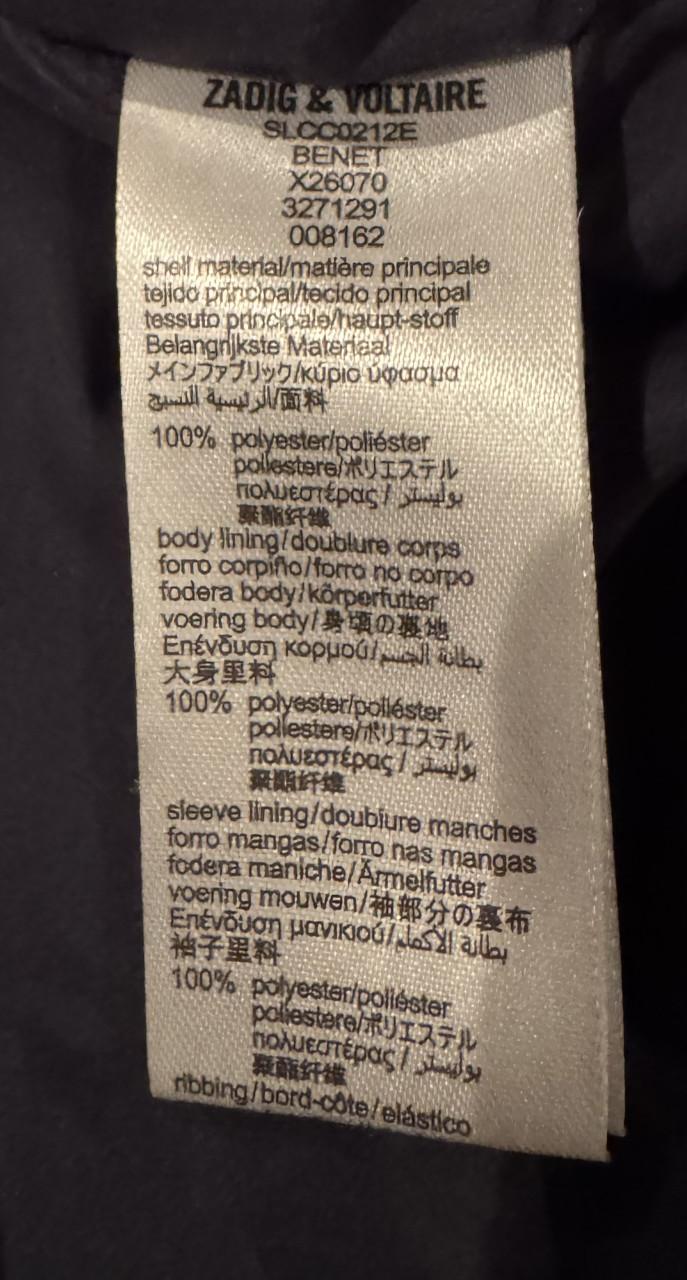 ZADIG & VOLTAIRE
SLCC0212E
BENET
X26070
3271291
008162
shell material/matière principale
tejido principal/tecido principal
tessuto principale/haupt-stoff
Belangrijkste Materiaal
メインファブリック/κύριο ύφασμα
الرئيسية النسيج/面料
100% polyester/poliéster
poliestere/ポリエステル
πολυεστέρας / بوليستر
聚酯纤维
body lining/doublure corps
forro corpiño/forro no corpo
fodera body/körperfutter
voering body/身頃の裏地
Επένδυση κορμού/بطانة الجسم
大身里料
100% polyester/poliéster
poliestere/ポリエステル
πολυεστέρας / بوليستر
聚酯纤维
sleeve lining/doublure manches
forro mangas/forro nas mangas
fodera maniche/Ärmelfutter
voering mouwen/袖部分の裏布
Επένδυση μανικιού/بطانة الأكمام
袖子里料
100% polyester/poliéster
poliestere/ポリエステル
πολυεστέρας / بوليستر
聚酯纤维
ribbing/bord-côte/elástico